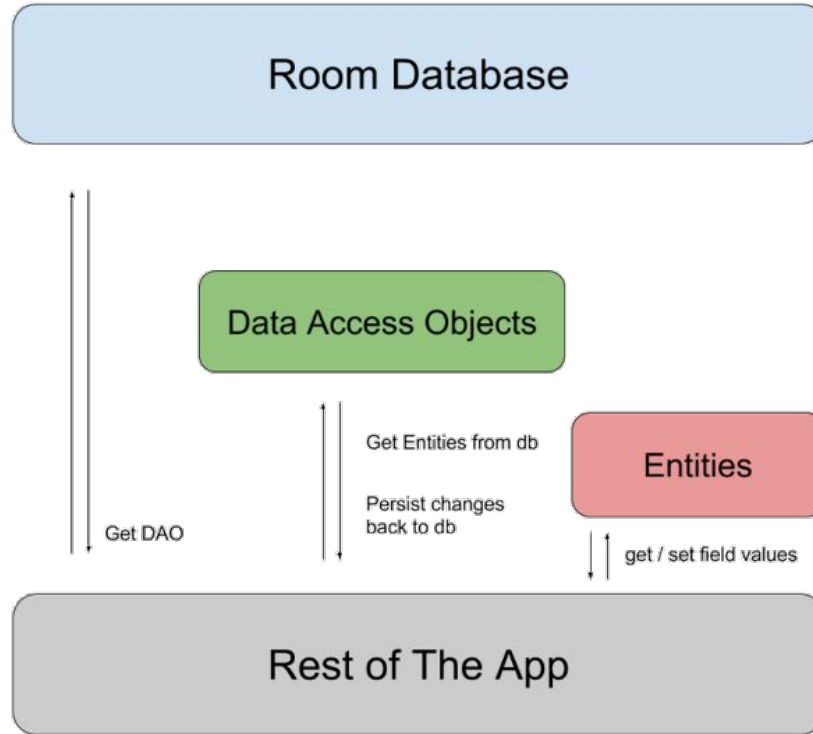 Room Database
Data Access Objects
Get Entities from db
Entities
Persist changes
back to db
Get DAO
get / set field values
Rest of The App